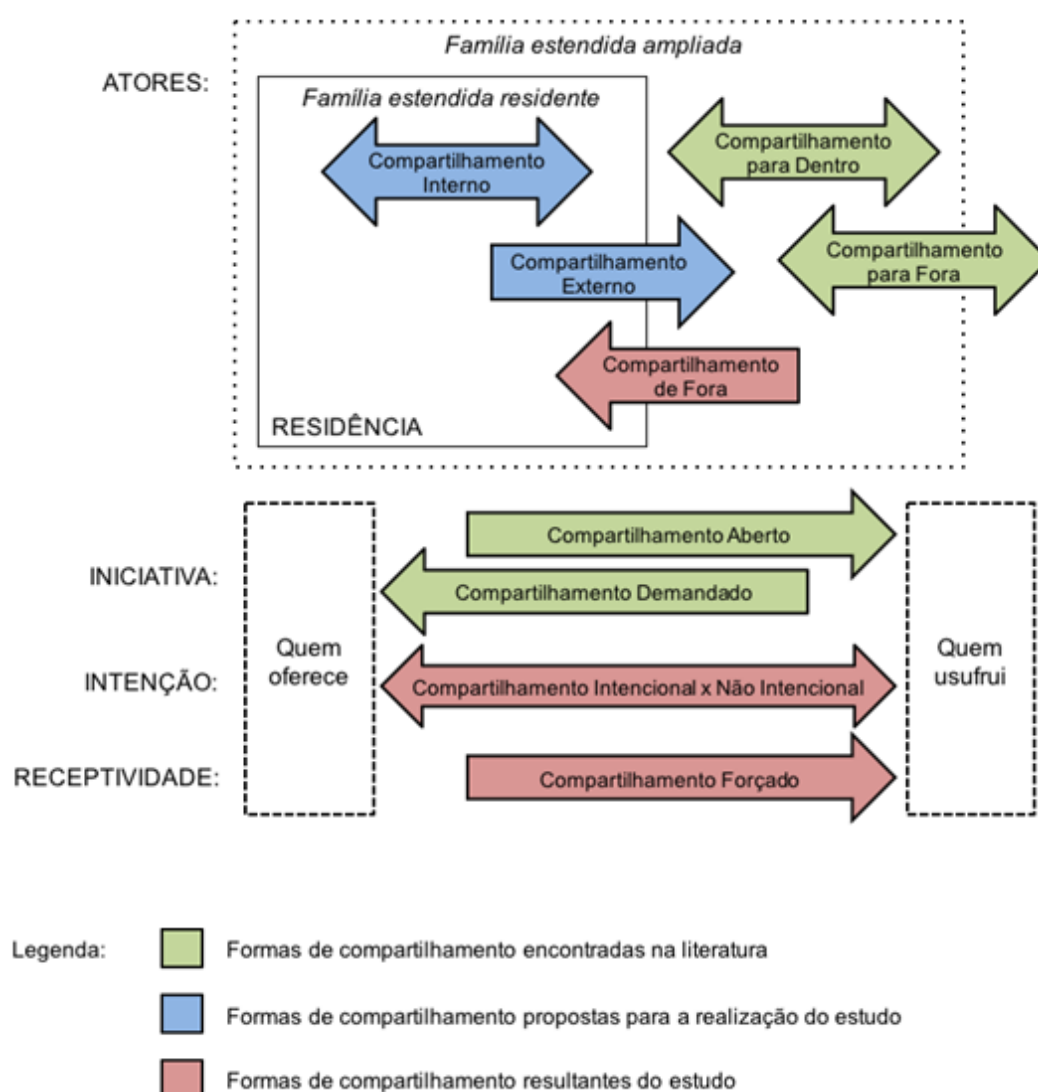 Família estendida ampliada
ATORES:
Família estendida residente
Compartilhamento
Interno
Compartilhamento
para Dentro
Compartilhamento
para Fora
Compartilhamento
Externo
Compartilhamento
de Fora
RESIDÊNCIA
Compartilhamento Aberto
INICIATIVA:
Compartilhamento Demandado
Quem
oferece
Quem
usufrui
INTENÇÃO:
Compartilhamento Intencional x Não Intencional
RECEPTIVIDADE:
Compartilhamento Forçado
Legenda:
Formas de compartilhamento encontradas na literatura
Formas de compartilhamento propostas para a realização do estudo
Formas de compartilhamento resultantes do estudo